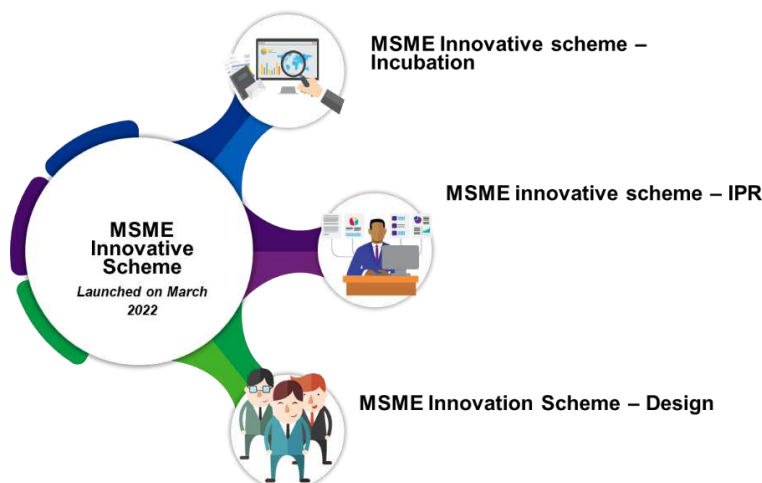 MSME Innovative scheme –
Incubation
MSME innovative scheme – IPR
MSME
Innovative
Scheme
Launched on March
2022
MSME Innovation Scheme – Design